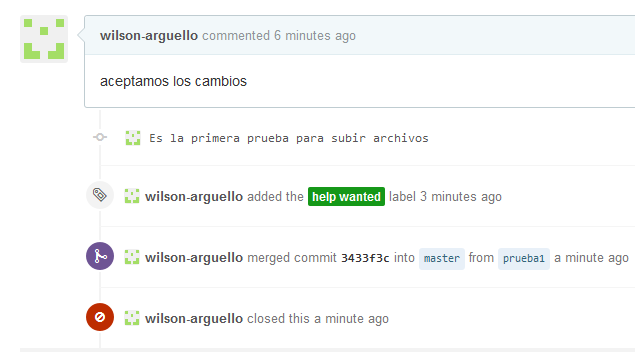 wilson-arguello commented 6 minutes ago
aceptamos los cambios
Es la primera prueba para subir archivos
wilson-arguello added the help wanted label 3 minutes ago
wilson-arguello merged commit 3433f3c into master from prueba1 a minute ago
wilson-arguello closed this a minute ago